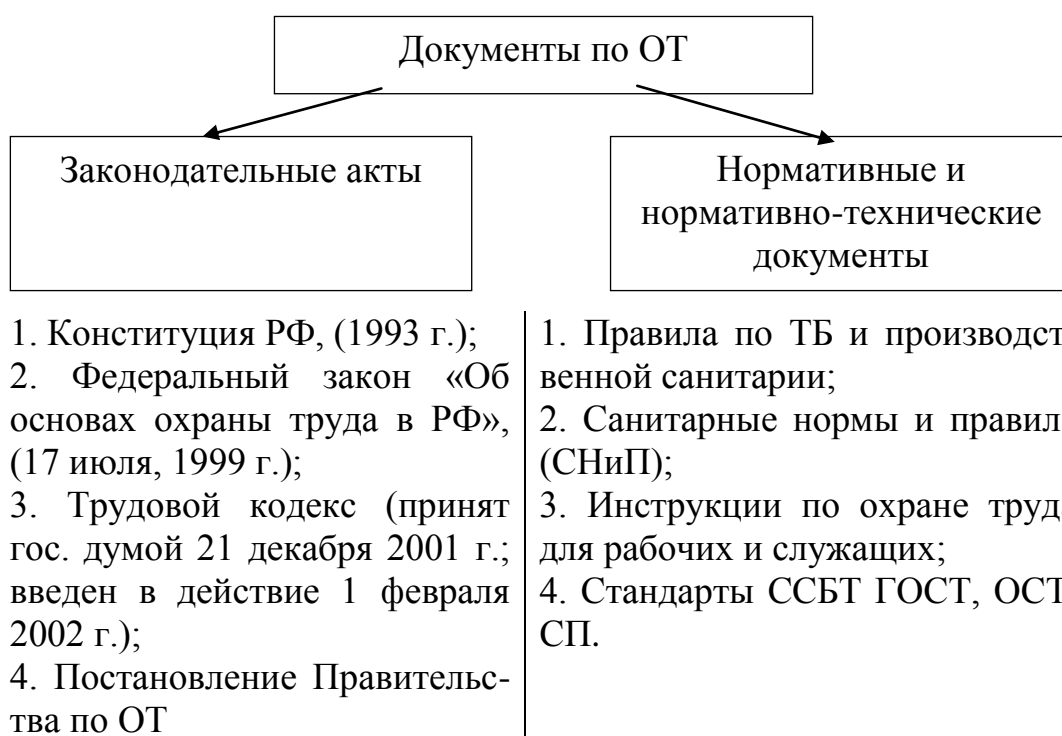 Документы по ОТ
Законодательные акты
Нормативные и
нормативно-технические
документы
1. Конституция РФ, (1993 г.);
2. Федеральный закон «Об
основах охраны труда в РФ»,
(17 июля, 1999 г.);
3. Трудовой кодекс (принят
гос. думой 21 декабря 2001 г.;
введен в действие 1 февраля
2002 г.);
4. Постановление Правительс-
тва по ОТ
1. Правила по ТБ и производст
венной санитарии;
2. Санитарные нормы и правил
(СНиП);
3. Инструкции по охране труд
для рабочих и служащих;
4. Стандарты ССБТ ГОСТ, ОСТ
СП.